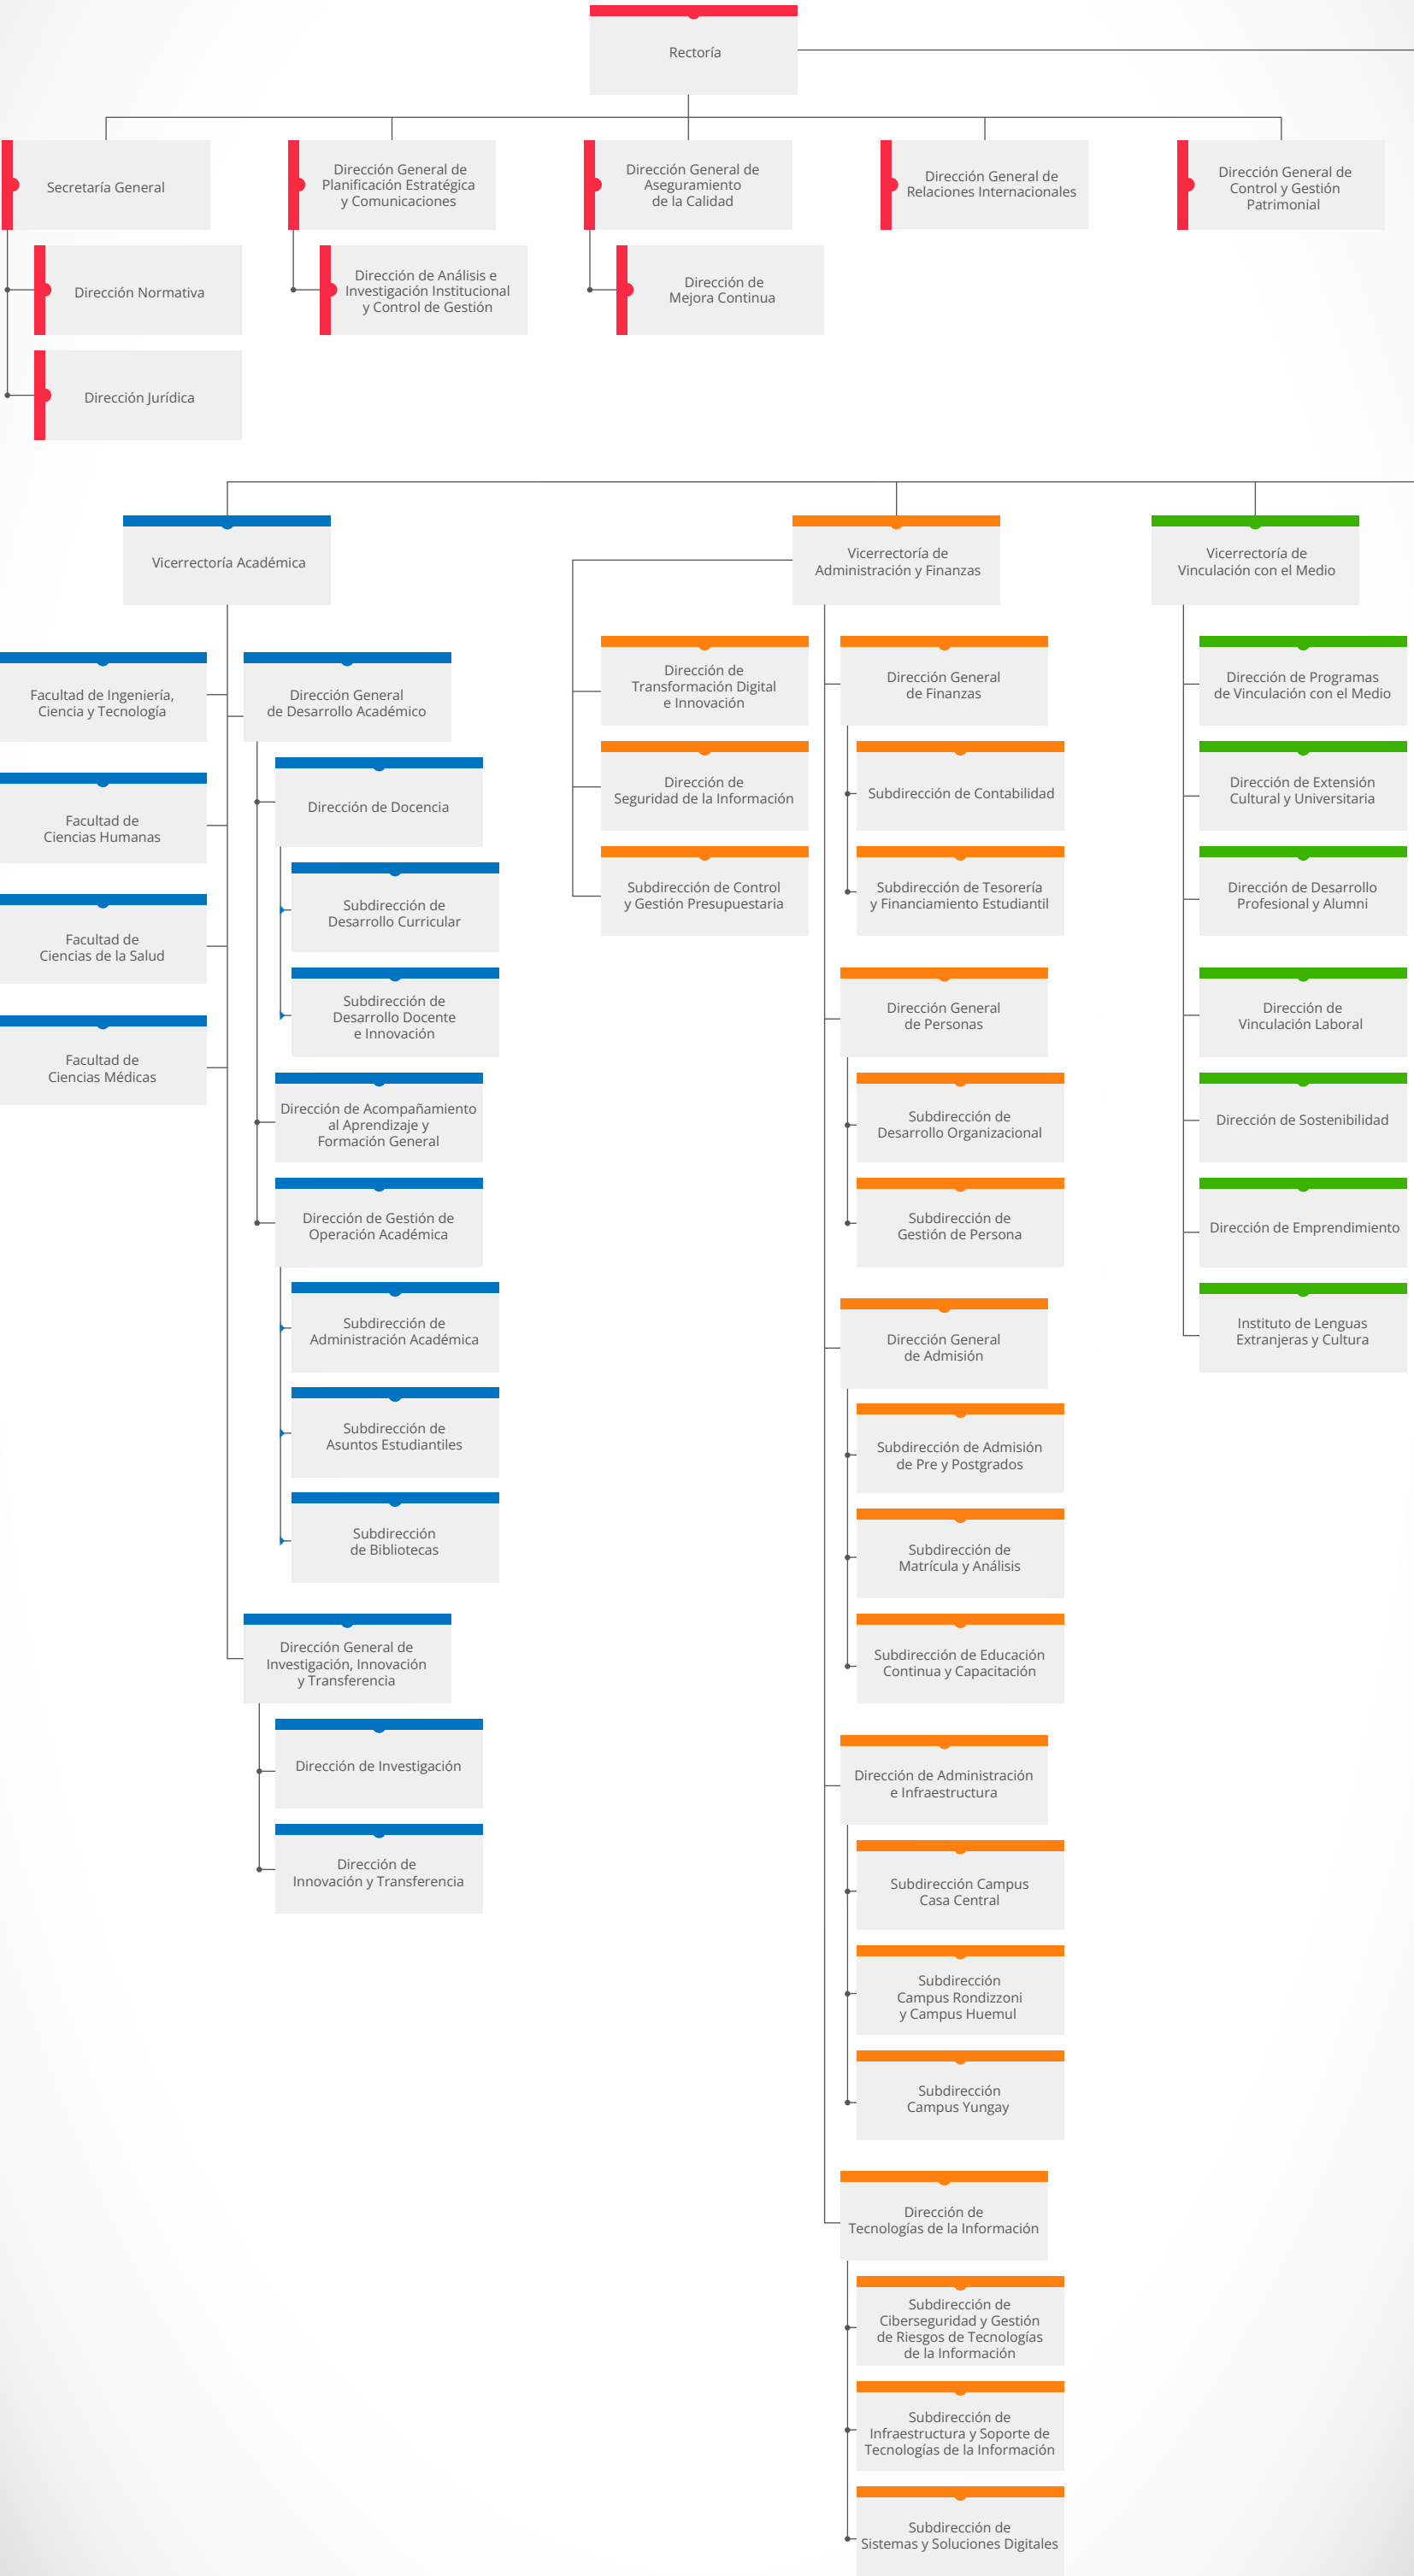 Rectoría
Secretaría General
Dirección Normativa
Dirección Jurídica
Dirección General de
Planificación Estratégica
y Comunicaciones
Dirección de Análisis e
Investigación Institucional
y Control de Gestión
Dirección General de
Aseguramiento
de la Calidad
Dirección de
Mejora Continua
Dirección General de
Relaciones Internacionales
Dirección General de
Control y Gestión
Patrimonial
Vicerrectoría Académica
Facultad de Ingeniería,
Ciencia y Tecnología
Facultad de
Ciencias Humanas
Facultad de
Ciencias de la Salud
Facultad de
Ciencias Médicas
Dirección General
de Desarrollo Académico
Dirección de Docencia
Subdirección de
Desarrollo Curricular
Subdirección de
Desarrollo Docente
e Innovación
Dirección de Acompañamiento
al Aprendizaje y
Formación General
Dirección de Gestión de
Operación Académica
Subdirección de
Administración Académica
Subdirección de
Asuntos Estudiantiles
Subdirección
de Bibliotecas
Dirección General de
Investigación, Innovación
y Transferencia
Dirección de Investigación
Dirección de
Innovación y Transferencia
Vicerrectoría de
Administración y Finanzas
Dirección de
Transformación Digital
e Innovación
Dirección de
Seguridad de la Información
Subdirección de Control
y Gestión Presupuestaria
Dirección General
de Finanzas
Subdirección de Contabilidad
Subdirección de Tesorería
y Financiamiento Estudiantil
Dirección General
de Personas
Subdirección de
Desarrollo Organizacional
Subdirección de
Gestión de Persona
Dirección General
de Admisión
Subdirección de Admisión
de Pre y Postgrados
Subdirección de
Matrícula y Análisis
Subdirección de Educación
Continua y Capacitación
Dirección de Administración
e Infraestructura
Subdirección Campus
Casa Central
Subdirección
Campus Rondizzoni
y Campus Huemul
Subdirección
Campus Yungay
Dirección de
Tecnologías de la Información
Subdirección de
Ciberseguridad y Gestión
de Riesgos de Tecnologías
de la Información
Subdirección de
Infraestructura y Soporte de
Tecnologías de la Información
Subdirección de
Sistemas y Soluciones Digitales
Vicerrectoría de
Vinculación con el Medio
Dirección de Programas
de Vinculación con el Medio
Dirección de Extensión
Cultural y Universitaria
Dirección de Desarrollo
Profesional y Alumni
Dirección de
Vinculación Laboral
Dirección de Sostenibilidad
Dirección de Emprendimiento
Instituto de Lenguas
Extranjeras y Cultura